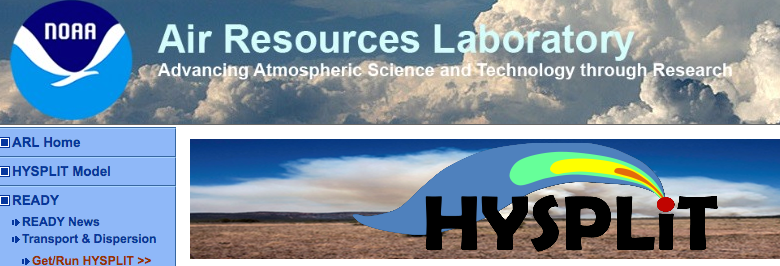 NOAA
Air Resources Laboratory
Advancing Atmospheric Science and Technology through Research
ARL Home
HYSPLIT Model
READY
READY News
Transport & Dispersion
Get/Run HYSPLIT >>
HYSPLiT